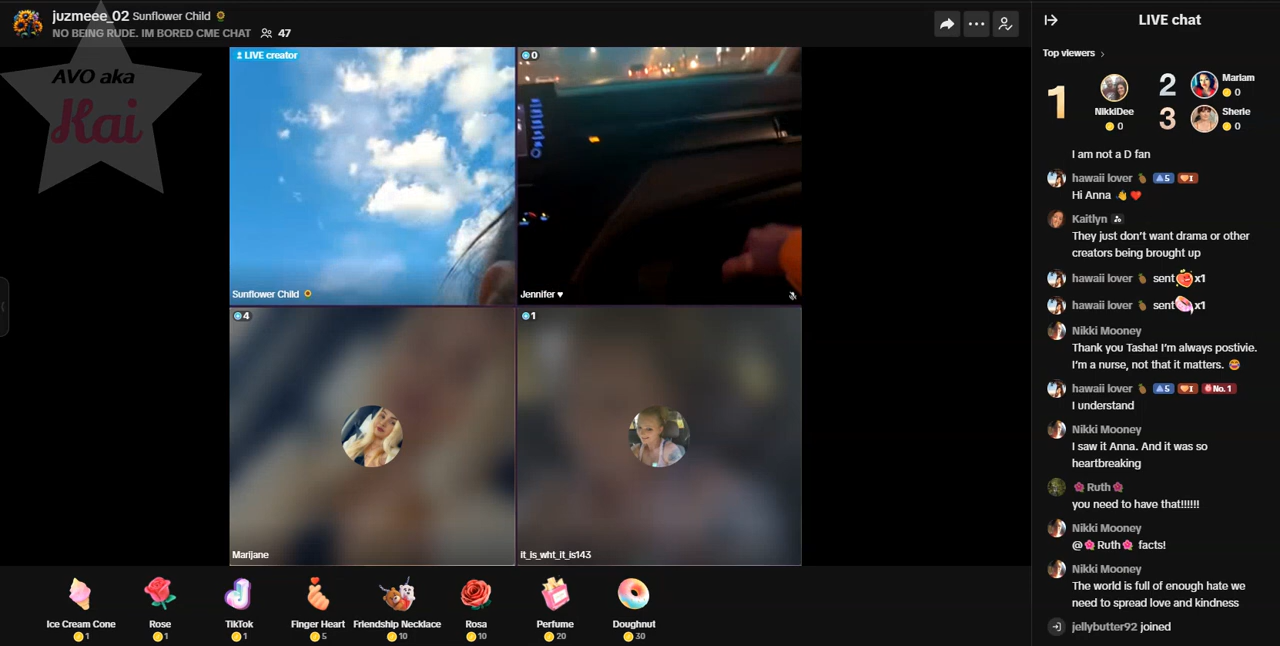 juzmeee_02 Sunflower Child 🌻
NO BEING RUDE. IM BORED CME CHAT 47
AVO aka
Kai
LIVE creator
0
Sunflower Child 🌻
Jennifer ♥
4
1
Marijane
it_is_wht_it_is143
Ice Cream Cone
1
Rose
1
TikTok
1
Finger Heart
5
Friendship Necklace
10
Rosa
10
Perfume
20
Doughnut
30
LIVE chat
Top viewers >
1
NikkiDee
0
2
Mariam
0
3
Sherie
0
I am not a D fan
hawaii lover 🍍 5 I
Hi Anna 👋 ❤️
Kaitlyn
They just don't want drama or other
creators being brought up
hawaii lover 🍍 sent x1
hawaii lover 🍍 sent x1
Nikki Mooney
Thank you Tasha! I'm always postivie.
I'm a nurse, not that it matters. 😄
hawaii lover 🍍 5 I No. 1
I understand
Nikki Mooney
I saw it Anna. And it was so
heartbreaking
🌺Ruth🌺
you need to have that!!!!!!
Nikki Mooney
@🌺Ruth🌺 facts!
Nikki Mooney
The world is full of enough hate we
need to spread love and kindness
jellybutter92 joined